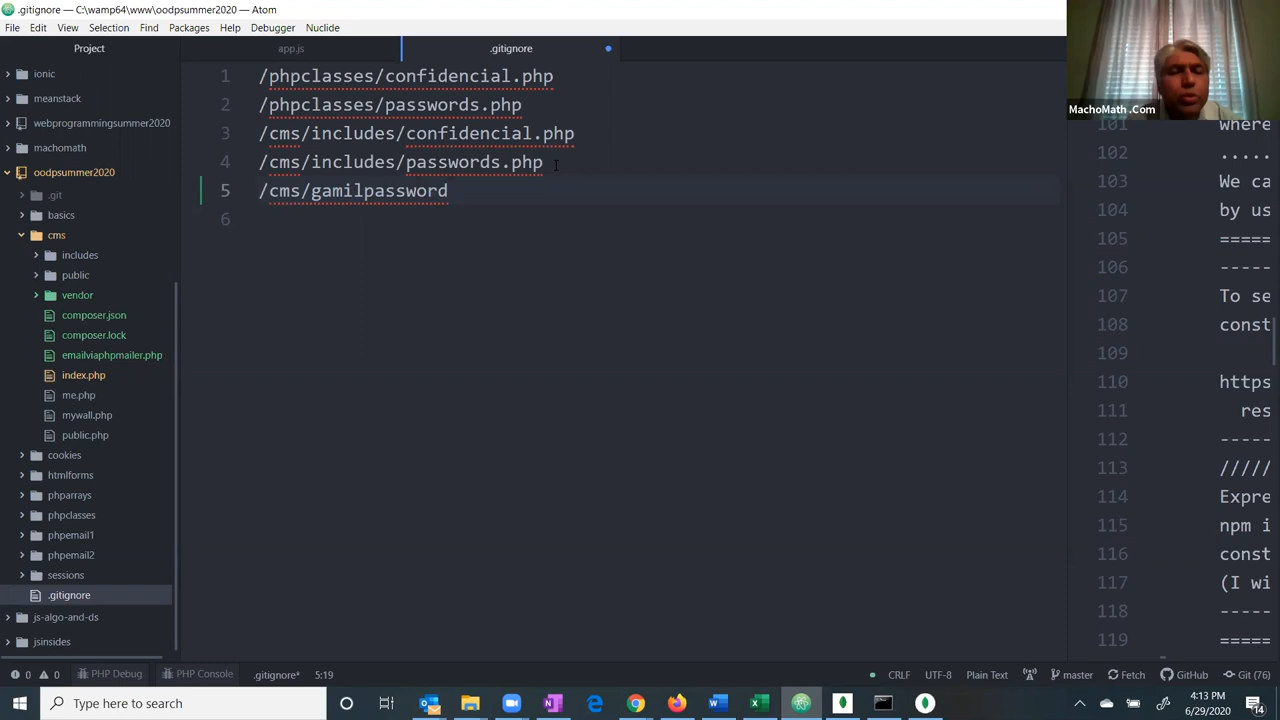 .gitignore — C:\wamp64\www\oodpsummer2020 — Atom
File Edit View Selection Find Packages Help Debugger Nuclide
Project
app.js
.gitignore
ionic
meanstack
webprogrammingsummer2020
machomath
oodpsummer2020
.git
basics
cms
includes
public
vendor
composer.json
composer.lock
emailviaphpmailer.php
index.php
me.php
mywall.php
public.php
cookies
htmlforms
phparrays
phpclasses
phpemail1
phpemail2
sessions
.gitignore
js-algo-and-ds
jsinsides
1 /phpclasses/confidencial.php
2 /phpclasses/passwords.php
3 /cms/includes/confidencial.php
4 /cms/includes/passwords.php
5 /cms/gamilpassword
6
MachoMath .Com
101 where
102 .....
103 We ca
104 by us
105 =====
106 -----
107 To se
108 const
109
110 https
111 res
112 -----
113 /////
114 Expre
115 npm i
116 const
117 (I wi
118 -----
119 =====
0 0 PHP Debug PHP Console .gitignore* 5:19
CRLF UTF-8 Plain Text master Fetch GitHub Git (76)
Type here to search
4:13 PM
6/29/2020
14